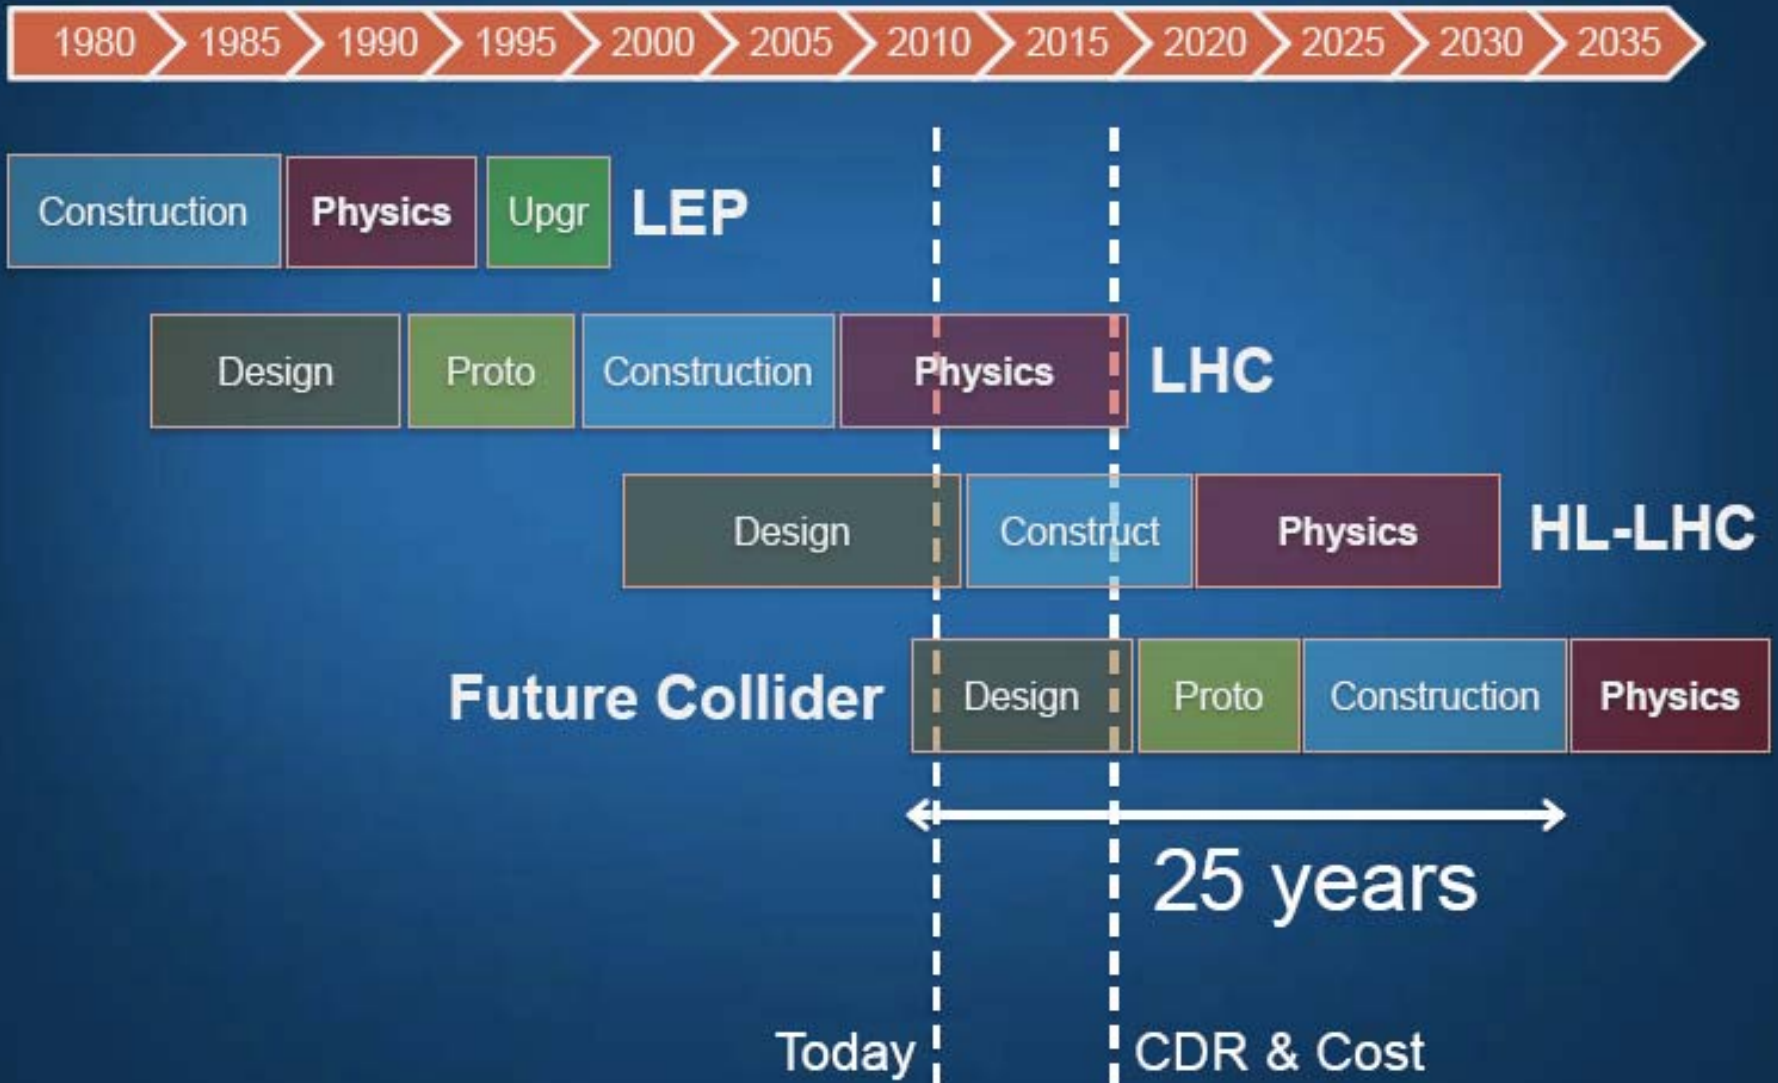 1980 1985 1990 1995 2000 2005 2010 2015 2020 2025 2030 2035
Construction Physics Upgr LEP
Design Proto Construction Physics LHC
Design Construct Physics HL-LHC
Future Collider Design Proto Construction Physics
25 years
Today CDR & Cost